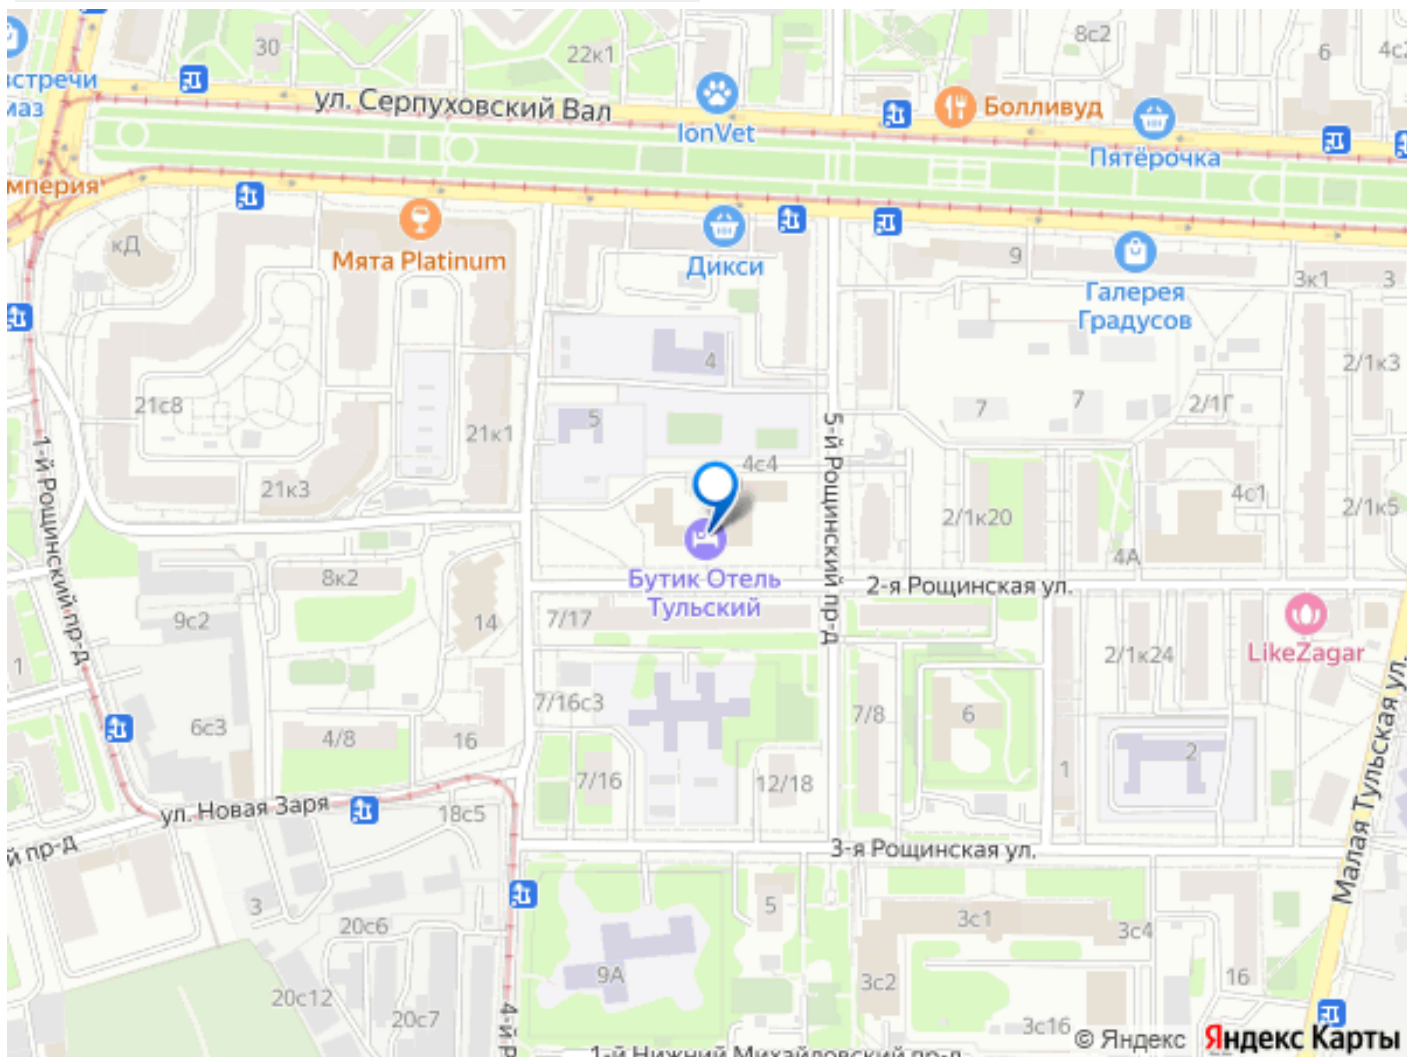 30
22к1
8с2
6
4с2
встречи
маз
ул. Серпуховский Вал
IonVet
Болливуд
Пятёрочка
мперия
кД
Мята Platinum
Дикси
9
Галерея
Градусов
3к1
3
4
2/1к3
21с8
5
21к1
7
7
2/1Г
1-й Рощинский пр-д
5-й Рощинский пр-д
4с4
21к3
4с1
2/1к20
2/1к5
4А
Бутик Отель
Тульский
8к2
2-я Рощинская ул.
9с2
14
7/17
LikeZagar
1
2/1к24
7/16с3
7/8
6
6с3
4/8
16
2
7/16
12/18
1
Малая Тульская ул.
ул. Новая Заря
18с5
й пр-д
3-я Рощинская ул.
3
20с6
5
3с1
3с4
9А
3с2
16
20с12
20с7
4-й Р
3с16
1-й Нижний Михайловский пр-д
© Яндекс Яндекс Карты